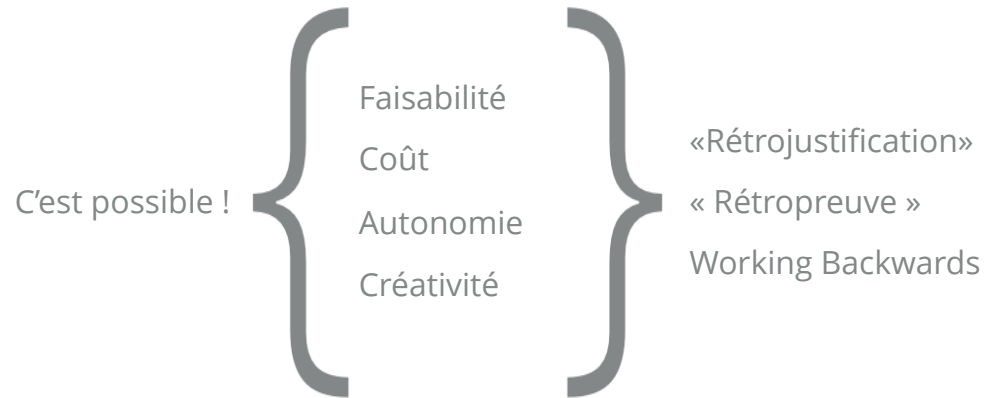 C’est possible !
Faisabilité
Coût
Autonomie
Créativité
«Rétrojustification»
« Rétropreuve »
Working Backwards